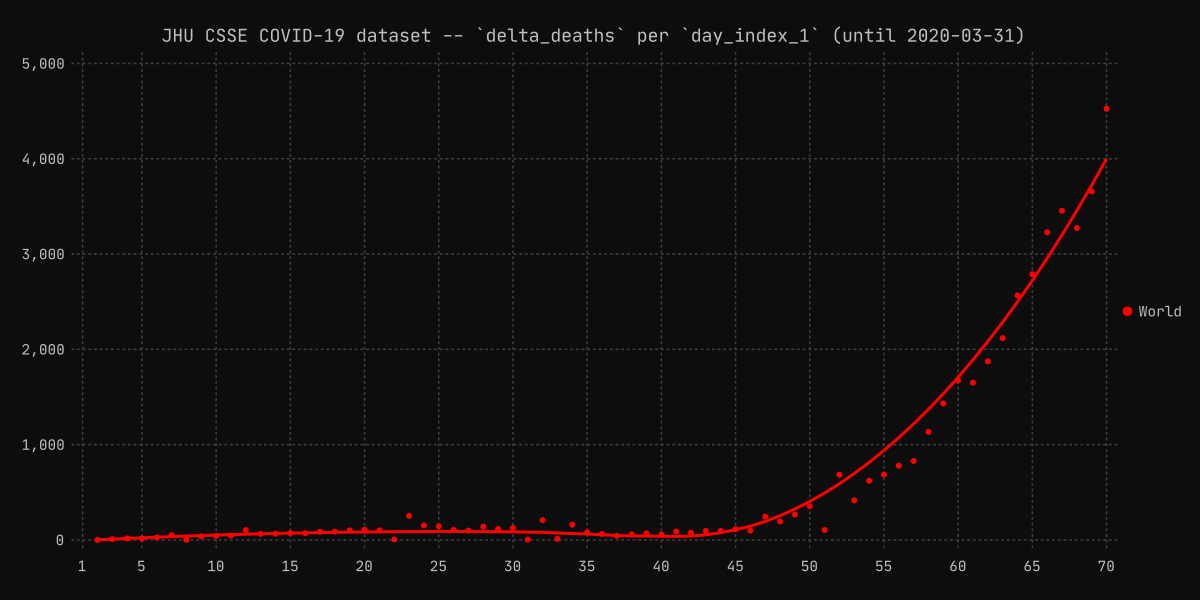 JHU CSSE COVID-19 dataset -- `delta_deaths` per `day_index_1` (until 2020-03-31)
5,000
4,000
3,000
2,000
1,000
0
World
1 5 10 15 20 25 30 35 40 45 50 55 60 65 70